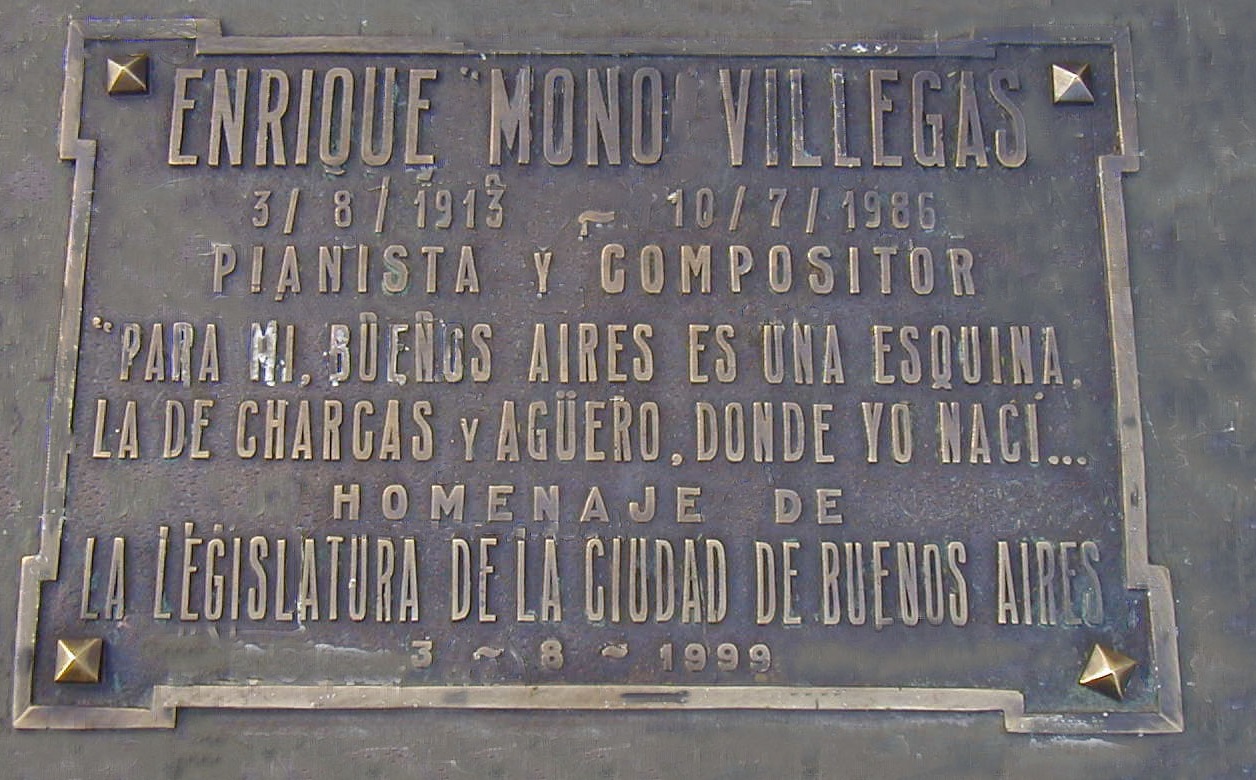 ENRIQUE "MONO" VILLEGAS
3/8/1913 ~ 10/7/1986
PIANISTA Y COMPOSITOR
"PARA MI, BUENOS AIRES ES UNA ESQUINA,
LA DE CHARCAS Y AGÜERO, DONDE YO NACÍ...
HOMENAJE DE
LA LEGISLATURA DE LA CIUDAD DE BUENOS AIRES
3 ~ 8 ~ 1999